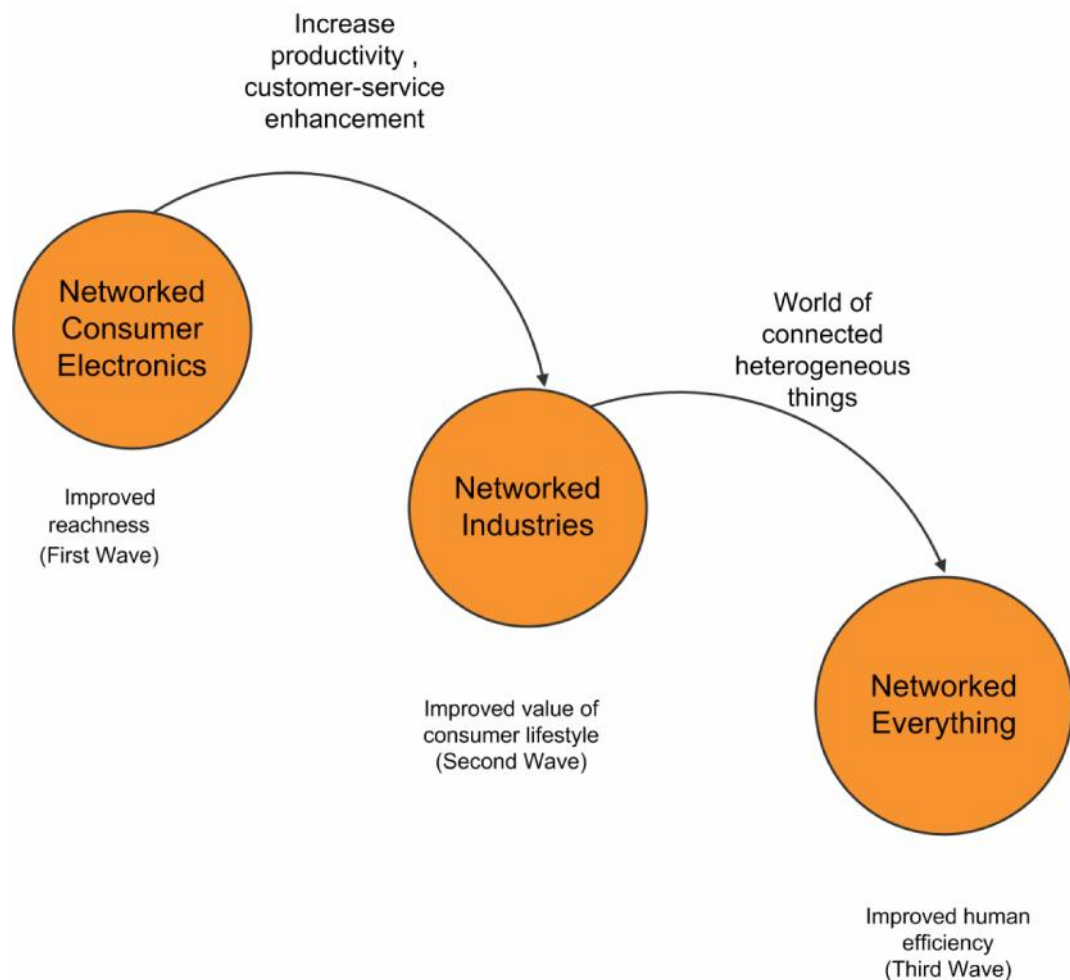 Increase
productivity ,
customer-service
enhancement
Networked
Consumer
Electronics
Improved
reachness
(First Wave)
World of
connected
heterogeneous
things
Networked
Industries
Improved value of
consumer lifestyle
(Second Wave)
Networked
Everything
Improved human
efficiency
(Third Wave)